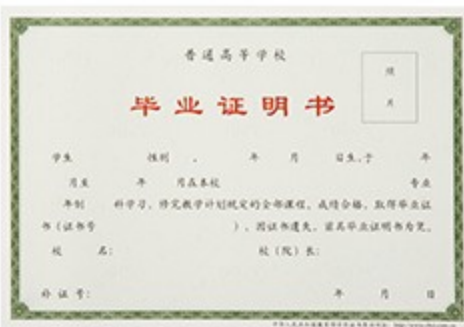 普通高等学校
照
片
毕业证明书
学生 性别 , 年 月 日生,于 年
月至 年 月在本校 专业
年制 科学习,修完教学计划规定的全部课程,成绩合格,取得毕业证
书(证书号 ),因证书遗失,前具毕业证明书为凭。
校 名: 校(院)长:
补证号: 年 月 日